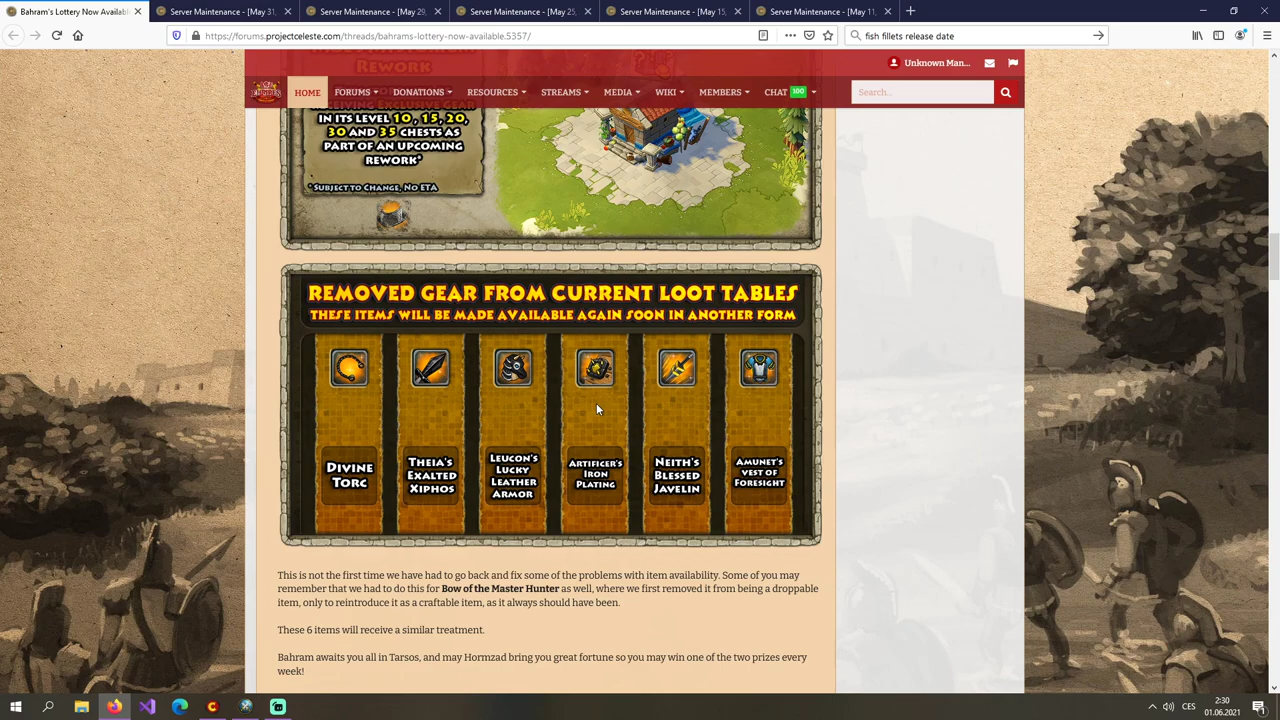 Bahram's Lottery Now Availab
Server Maintenance - [May 31,
Server Maintenance - [May 29,
Server Maintenance - [May 25,
Server Maintenance - [May 15,
Server Maintenance - [May 11,
https://forums.projectceleste.com/threads/bahrams-lottery-now-available.5357/
fish fillets release date
Unknown Man...
HOME
FORUMS
DONATIONS
RESOURCES
STREAMS
MEDIA
WIKI
MEMBERS
CHAT 100
Search...
Rework
receiving Exclusive Gear
in its level 10, 15, 20,
30 and 35 chests as
part of an upcoming
rework*
* Subject to Change, No ETA
Removed Gear from Current Loot Tables
These items will be made available again soon in another form
Divine
Torc
Theia's
Exalted
Xiphos
Leucon's
Lucky
Leather
Armor
Artificer's
Iron
Plating
Neith's
Blessed
Javelin
Amunet's
Vest of
Foresight
This is not the first time we have had to go back and fix some of the problems with item availability. Some of you may
remember that we had to do this for Bow of the Master Hunter as well, where we first removed it from being a droppable
item, only to reintroduce it as a craftable item, as it always should have been.
These 6 items will receive a similar treatment.
Bahram awaits you all in Tarsos, and may Hormzad bring you great fortune so you may win one of the two prizes every
week!
CES
2:30
01.06.2021